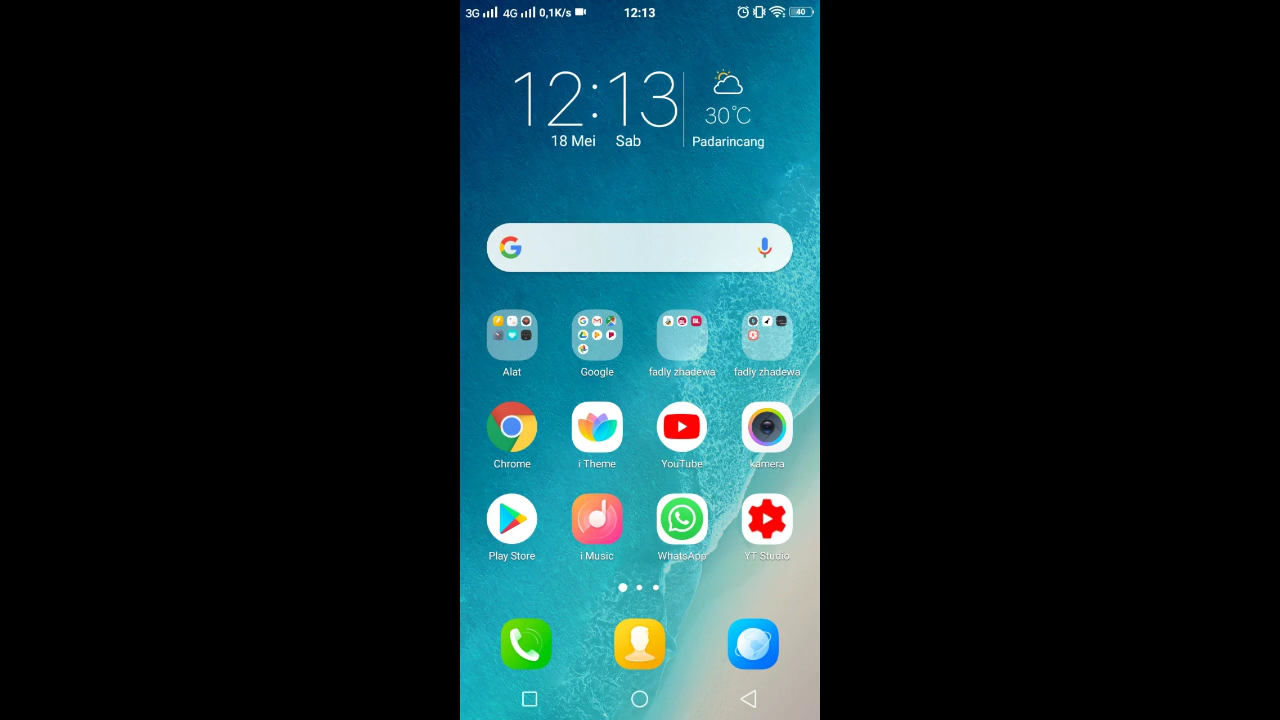 3G 4G 0,1K/s 12:13 40
12:13
30°C
18 Mei Sab Padarincang
Alat Google fadly zhadewa fadly zhadewa
Chrome i Theme YouTube kamera
Play Store i Music WhatsApp YT Studio